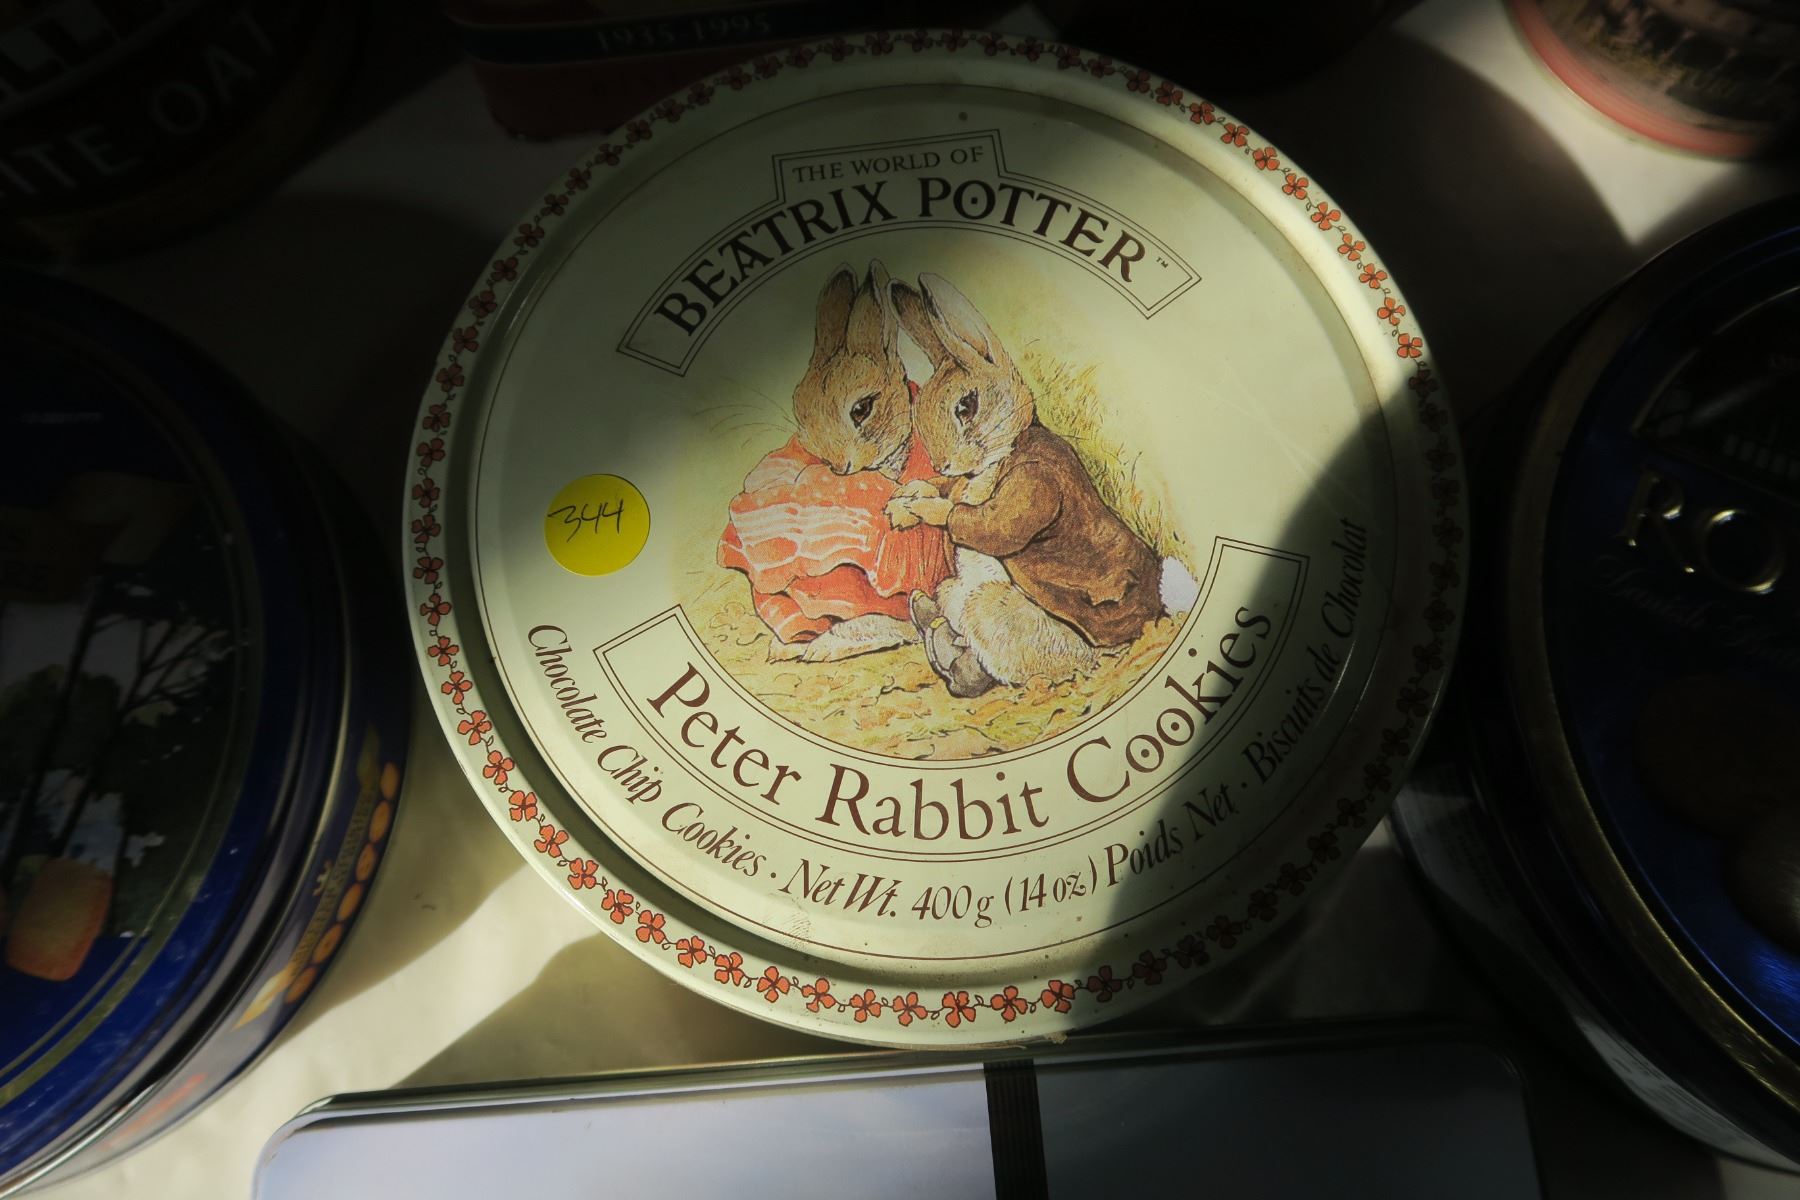 1935-1995
THE WORLD OF
BEATRIX POTTER™
344
Peter Rabbit Cookies
Chocolate Chip Cookies · Net Wt. 400g (14 oz.) Poids Net · Biscuits de Chocolat
RO